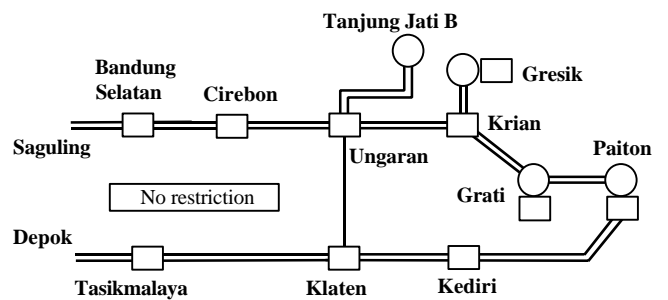 Tanjung Jati B
Bandung
Selatan
Cirebon
Gresik
Krian
Saguling
Ungaran
Paiton
No restriction
Grati
Depok
Tasikmalaya
Klaten
Kediri